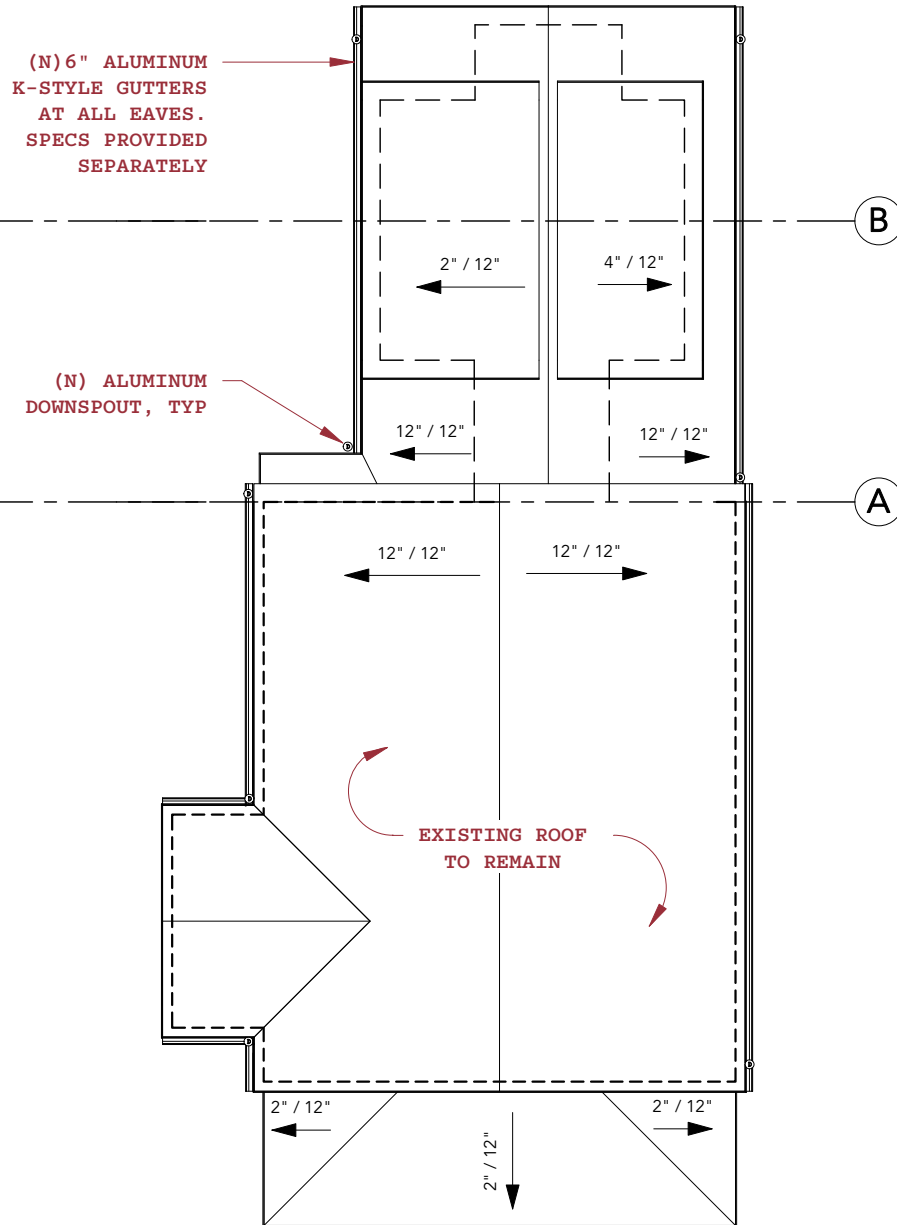 (N)6" ALUMINUM
K-STYLE GUTTERS
AT ALL EAVES.
SPECS PROVIDED
SEPARATELY
B
2" / 12"
4" / 12"
(N) ALUMINUM
DOWNSPOUT, TYP
12" / 12"
12" / 12"
A
12" / 12"
12" / 12"
EXISTING ROOF
TO REMAIN
2" / 12"
2" / 12"
2" / 12"